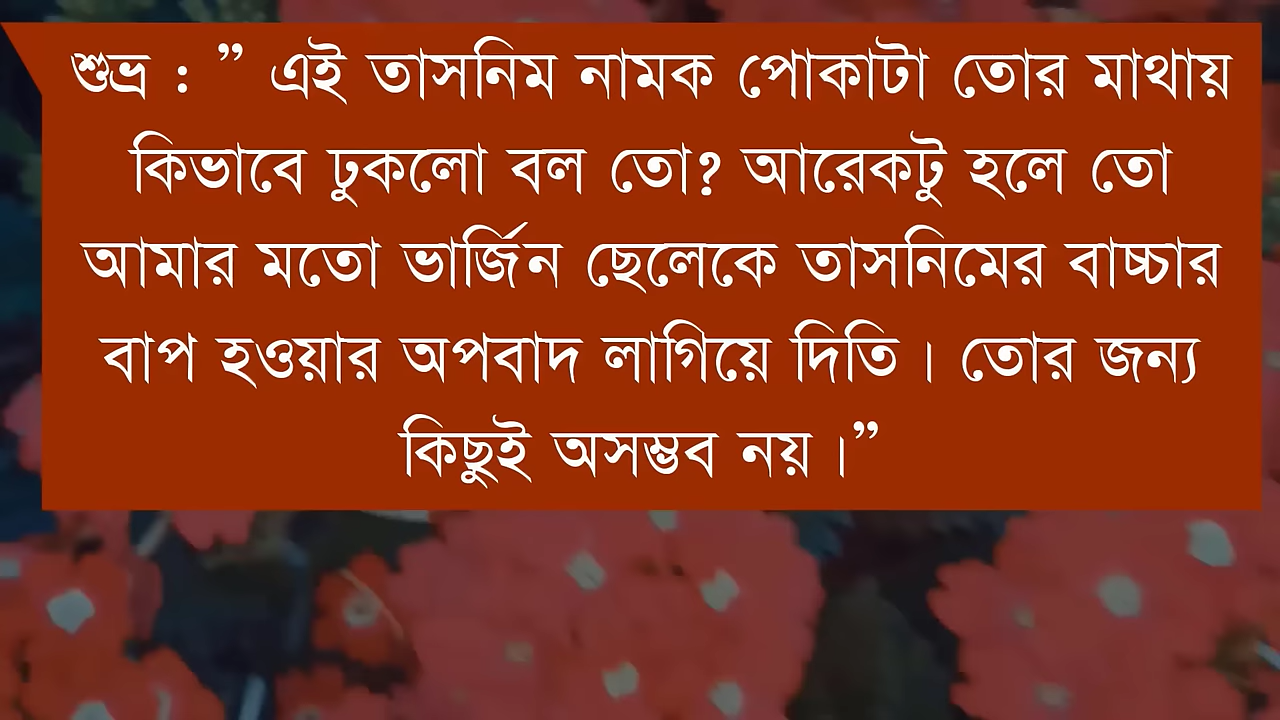 শুভ্র : ” এই তাসনিম নামক পোকাটা তোর মাথায়
কিভাবে ঢুকলো বল তো? আরেকটু হলে তো
আমার মতো ভার্জিন ছেলেকে তাসনিমের বাচ্চার
বাপ হওয়ার অপবাদ লাগিয়ে দিতি । তোর জন্য
কিছুই অসম্ভব নয় ।”